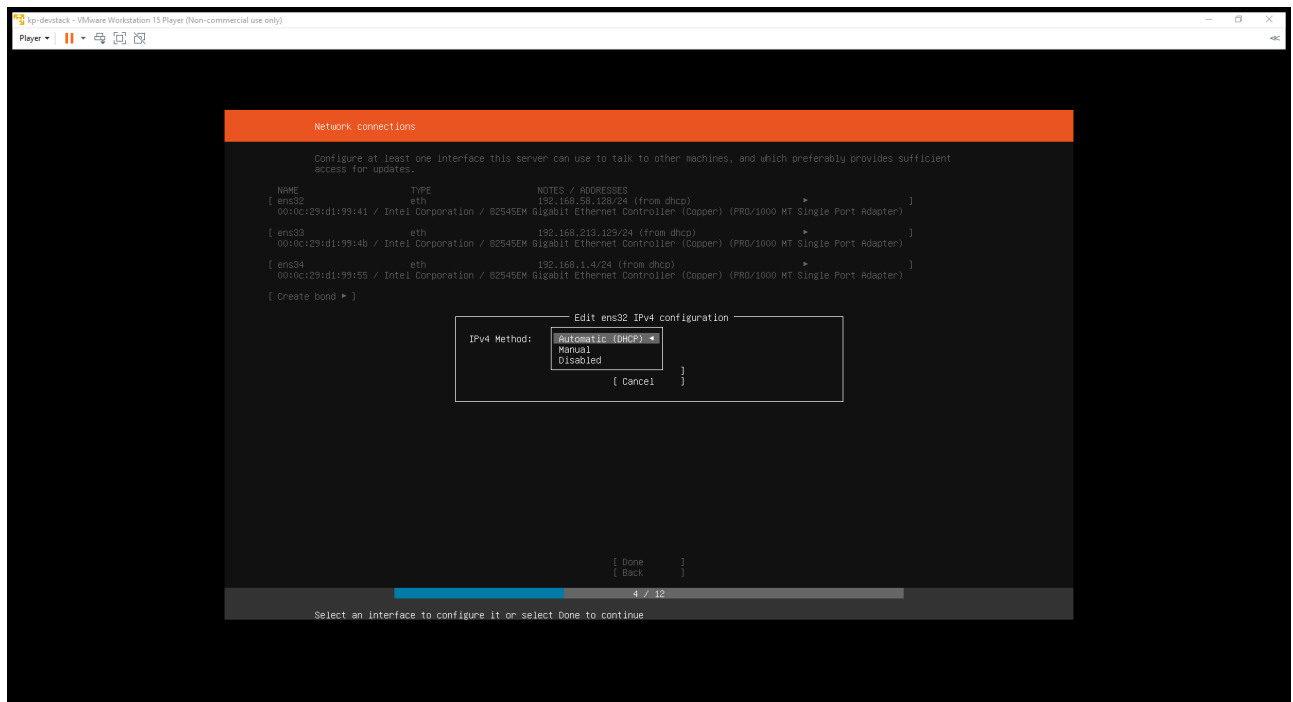 kp-devstack - VMware Workstation 15 Player (Non-commercial use only)
Player
Network connections
Configure at least one interface this server can use to talk to other machines, and which preferably provides sufficient
access for updates.
NAME TYPE NOTES / ADDRESSES
[ ens32 eth 192.168.58.128/24 (from dhcp) ▸ ]
00:0c:29:d1:99:41 / Intel Corporation / 82545EM Gigabit Ethernet Controller (Copper) (PRO/1000 MT Single Port Adapter)
[ ens33 eth 192.168.213.129/24 (from dhcp) ▸ ]
00:0c:29:d1:99:4b / Intel Corporation / 82545EM Gigabit Ethernet Controller (Copper) (PRO/1000 MT Single Port Adapter)
[ ens34 eth 192.168.1.4/24 (from dhcp) ▸ ]
00:0c:29:d1:99:55 / Intel Corporation / 82545EM Gigabit Ethernet Controller (Copper) (PRO/1000 MT Single Port Adapter)
[ Create bond ▸ ]
Edit ens32 IPv4 configuration
IPv4 Method: Automatic (DHCP) ◂
Manual
Disabled
]
[ Cancel ]
[ Done ]
[ Back ]
4 / 12
Select an interface to configure it or select Done to continue